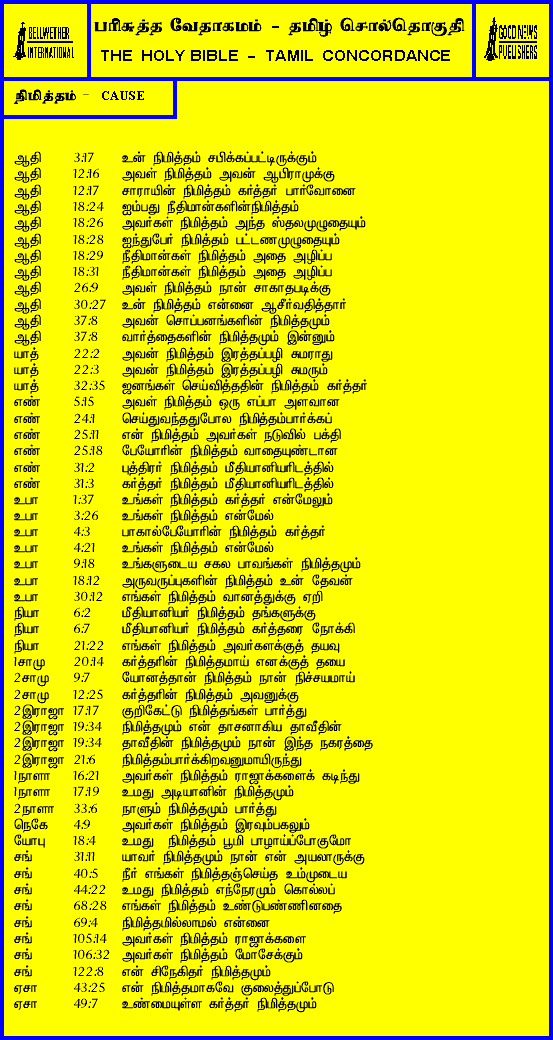 BELLWETHER
INTERNATIONAL
பரிசுத்த வேதாகமம் - தமிழ் சொல்தொகுதி
THE HOLY BIBLE - TAMIL CONCORDANCE
GOOD NEWS
PUBLISHERS
நிமித்தம் - CAUSE
ஆதி 3:17 உன் நிமித்தம் சபிக்கப்பட்டிருக்கும்
ஆதி 12:16 அவள் நிமித்தம் அவன் ஆபிராமுக்கு
ஆதி 12:17 சாராயின் நிமித்தம் கர்த்தர் பார்வோனை
ஆதி 18:24 ஐம்பது நீதிமான்களின்நிமித்தம்
ஆதி 18:26 அவர்கள் நிமித்தம் அந்த ஸ்தலமுழுதையும்
ஆதி 18:28 ஐந்துபேர் நிமித்தம் பட்டணமுழுதையும்
ஆதி 18:29 நீதிமான்கள் நிமித்தம் அதை அழிப்ப
ஆதி 18:31 நீதிமான்கள் நிமித்தம் அதை அழிப்ப
ஆதி 26:9 அவள் நிமித்தம் நான் சாகாதபடிக்கு
ஆதி 30:27 உன் நிமித்தம் என்னை ஆசீர்வதித்தார்
ஆதி 37:8 அவன் சொப்பனங்களின் நிமித்தமும்
ஆதி 37:8 வார்த்தைகளின் நிமித்தமும் இன்னும்
யாத் 22:2 அவன் நிமித்தம் இரத்தப்பழி சுமராது
யாத் 22:3 அவன் நிமித்தம் இரத்தப்பழி சுமரும்
யாத் 32:35 ஜனங்கள் செய்வித்ததின் நிமித்தம் கர்த்தர்
எண் 5:15 அவள் நிமித்தம் ஒரு எப்பா அளவான
எண் 24:1 செய்துவந்ததுபோல நிமித்தம்பார்க்கப்
எண் 25:11 என் நிமித்தம் அவர்கள் நடுவில் பக்தி
எண் 25:18 பேயோரின் நிமித்தம் வாதையுண்டான
எண் 31:2 புத்திரர் நிமித்தம் மீதியானியரிடத்தில்
எண் 31:3 கர்த்தர் நிமித்தம் மீதியானியரிடத்தில்
உபா 1:37 உங்கள் நிமித்தம் கர்த்தர் என்மேலும்
உபா 3:26 உங்கள் நிமித்தம் என்மேல்
உபா 4:3 பாகால்பேயோரின் நிமித்தம் கர்த்தர்
உபா 4:21 உங்கள் நிமித்தம் என்மேல்
உபா 9:18 உங்களுடைய சகல பாவங்கள் நிமித்தமும்
உபா 18:12 அருவருப்புகளின் நிமித்தம் உன் தேவன்
உபா 30:12 எங்கள் நிமித்தம் வானத்துக்கு ஏறி
நியா 6:2 மீதியானியர் நிமித்தம் தங்களுக்கு
நியா 6:7 மீதியானியர் நிமித்தம் கர்த்தரை நோக்கி
நியா 21:22 எங்கள் நிமித்தம் அவர்களக்குத் தயவு
1சாமு 20:14 கர்த்தரின் நிமித்தமாய் எனக்குத் தயை
2சாமு 9:7 யோனத்தான் நிமித்தம் நான் நிச்சயமாய்
2சாமு 12:25 கர்த்தரின் நிமித்தம் அவனுக்கு
2இராஜா 17:17 குறிகேட்டு நிமித்தங்கள் பார்த்து
2இராஜா 19:34 நிமித்தமும் என் தாசனாகிய தாவீதின்
2இராஜா 19:34 தாவீதின் நிமித்தமும் நான் இந்த நகரத்தை
2இராஜா 21:6 நிமித்தம்பார்க்கிறவனுமாயிருந்து
1நாளா 16:21 அவர்கள் நிமித்தம் ராஜாக்களைக் கடிந்து
1நாளா 17:19 உமது அடியானின் நிமித்தமும்
2நாளா 33:6 நாளும் நிமித்தமும் பார்த்து
நெகே 4:9 அவர்கள் நிமித்தம் இரவும்பகலும்
யோபு 18:4 உமது நிமித்தம் பூமி பாழாய்ப்போகுமோ
சங் 31:11 யாவர் நிமித்தமும் நான் என் அயலாருக்கு
சங் 40:5 நீர் எங்கள் நிமித்தஞ்செய்த உம்முடைய
சங் 44:22 உமது நிமித்தம் எந்நேரமும் கொல்லப்
சங் 68:28 எங்கள் நிமித்தம் உண்டுபண்ணினதை
சங் 69:4 நிமித்தமில்லாமல் என்னை
சங் 105:14 அவர்கள் நிமித்தம் ராஜாக்களை
சங் 106:32 அவர்கள் நிமித்தம் மோசேக்கும்
சங் 122:8 என் சிநேகிதர் நிமித்தமும்
ஏசா 43:25 என் நிமித்தமாகவே குலைத்துப்போடு
ஏசா 49:7 உண்மையுள்ள கர்த்தர் நிமித்தமும்